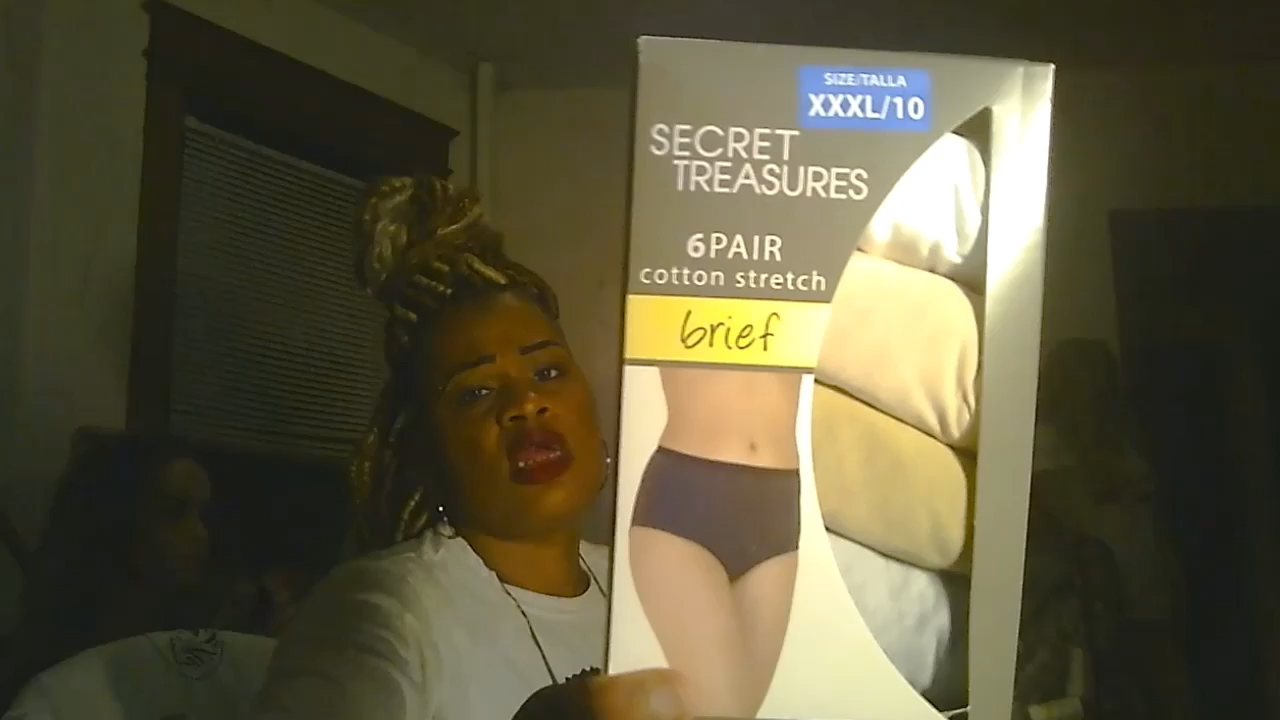 SIZE/TALLA
XXXL/10
SECRET
TREASURES
6PAIR
cotton stretch
brief